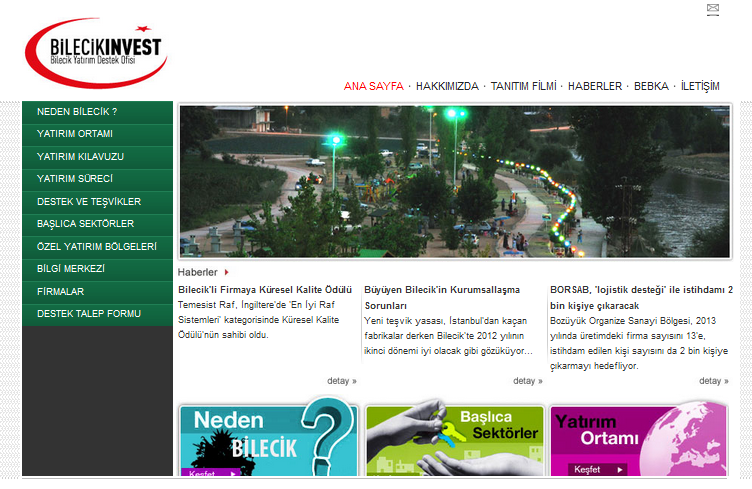 BILECIKINVEST
Bilecik Yatırım Destek Ofisi
ANA SAYFA · HAKKIMIZDA · TANITIM FİLMİ · HABERLER · BEBKA · İLETİŞİM
NEDEN BİLECİK ?
YATIRIM ORTAMI
YATIRIM KILAVUZU
YATIRIM SÜRECİ
DESTEK VE TEŞVİKLER
BAŞLICA SEKTÖRLER
ÖZEL YATIRIM BÖLGELERİ
BİLGİ MERKEZİ
FİRMALAR
DESTEK TALEP FORMU
Haberler
Bilecik'li Firmaya Küresel Kalite Ödülü
Temesist Raf, İngiltere'de 'En İyi Raf
Sistemleri' kategorisinde Küresel Kalite
Ödülü'nün sahibi oldu.
detay »
Büyüyen Bilecik'in Kurumsallaşma
Sorunları
Yeni teşvik yasası, İstanbul'dan kaçan
fabrikalar derken Bilecik'te 2012 yılının
ikinci dönemi iyi olacak gibi gözüküyor...
detay »
BORSAB, 'lojistik desteği' ile istihdamı 2
bin kişiye çıkaracak
Bozüyük Organize Sanayi Bölgesi, 2013
yılında üretimdeki firma sayısını 13'e,
istihdam edilen kişi sayısını da 2 bin kişiye
çıkarmayı hedefliyor.
detay »
Neden
BİLECİK
Keşfet
Başlıca
Sektörler
Yatırım
Ortamı
Keşfet